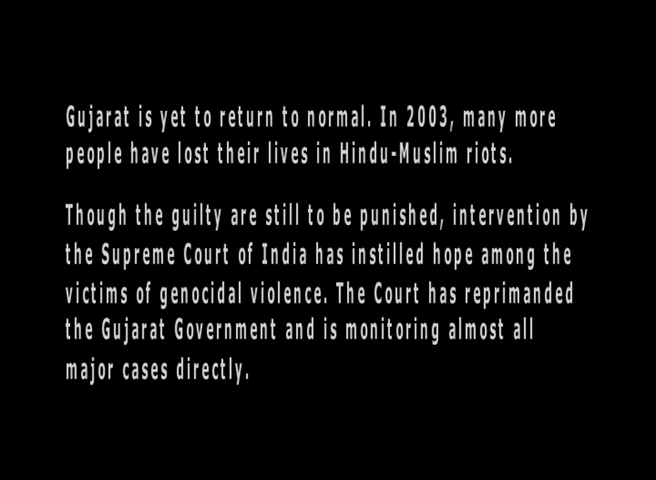 Gujarat is yet to return to normal. In 2003, many more
people have lost their lives in Hindu-Muslim riots.
Though the guilty are still to be punished, intervention by
the Supreme Court of India has instilled hope among the
victims of genocidal violence. The Court has reprimanded
the Gujarat Government and is monitoring almost all
major cases directly.